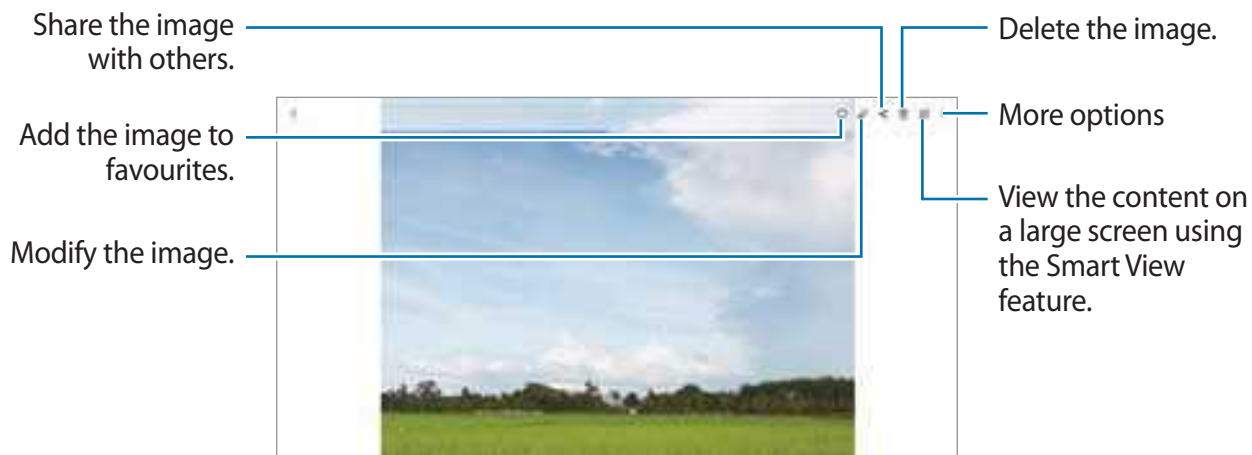 Share the image
with others.
Add the image to
favourites.
Modify the image.
Delete the image.
More options
View the content on
a large screen using
the Smart View
feature.